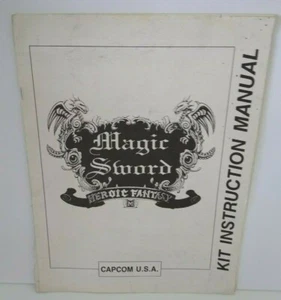 Magic
Sword
HEROIC FANTASY
CAPCOM U.S.A.
KIT INSTRUCTION MANUAL